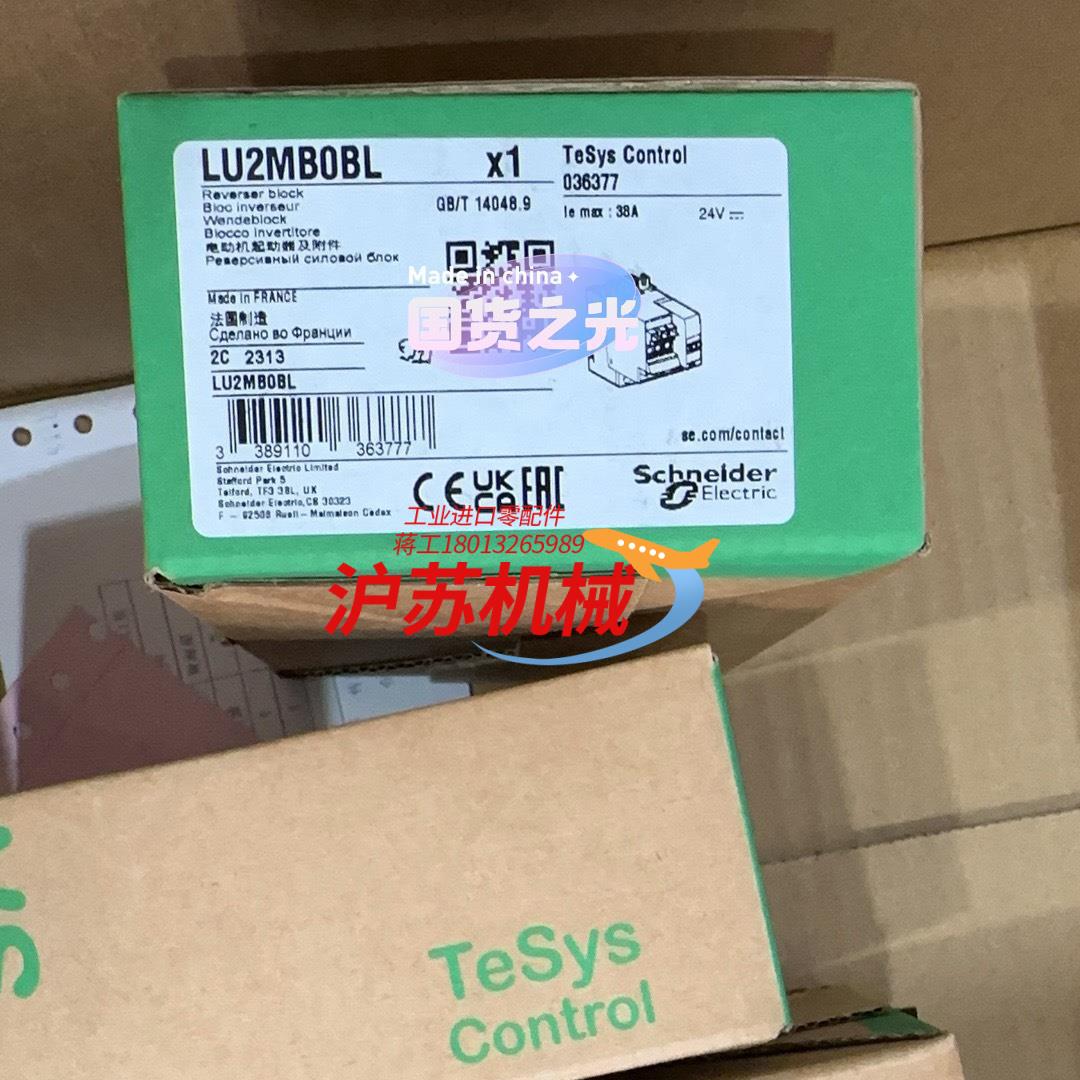 LU2MB0BL x1
Reverser block
Bloc inverseur
Wendeblock
Blocco invertitore
电动机起动器及附件
Реверсивный силовой блок
GB/T 14048.9
TeSys Control
036377
Ie max : 38A 24V
Made in china
国货之光
Made in FRANCE
法国制造
Сделано во Франции
2C 2313
LU2MB0BL
3 389110 363777
se.com/contact
Schneider Electric Limited
Stafford Park 5
Telford, TF3 3BL, UK
Schneider Electric, CS 30323
F - 92506 Rueil - Malmaison Cedex
CE UK CA EAC
Schneider
Electric
工业进口零配件
蒋工18013265989
沪苏机械
TeSys
Control